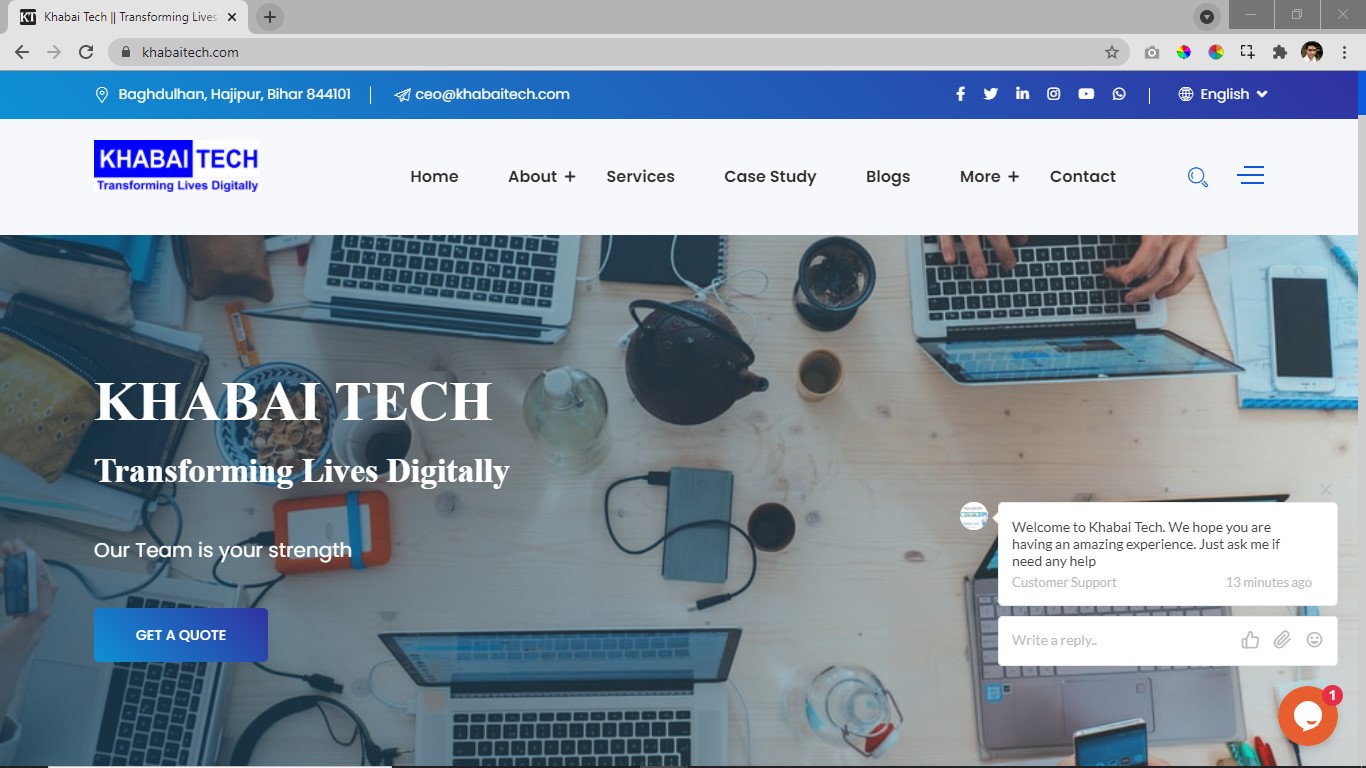 KT Khabai Tech || Transforming Lives
khabaitech.com
Baghdulhan, Hajipur, Bihar 844101
ceo@khabaitech.com
English
KHABAI TECH
Transforming Lives Digitally
Home
About +
Services
Case Study
Blogs
More +
Contact
KHABAI TECH
Transforming Lives Digitally
Our Team is your strength
GET A QUOTE
Welcome to Khabai Tech. We hope you are
having an amazing experience. Just ask me if
need any help
Customer Support
13 minutes ago
Write a reply..
1